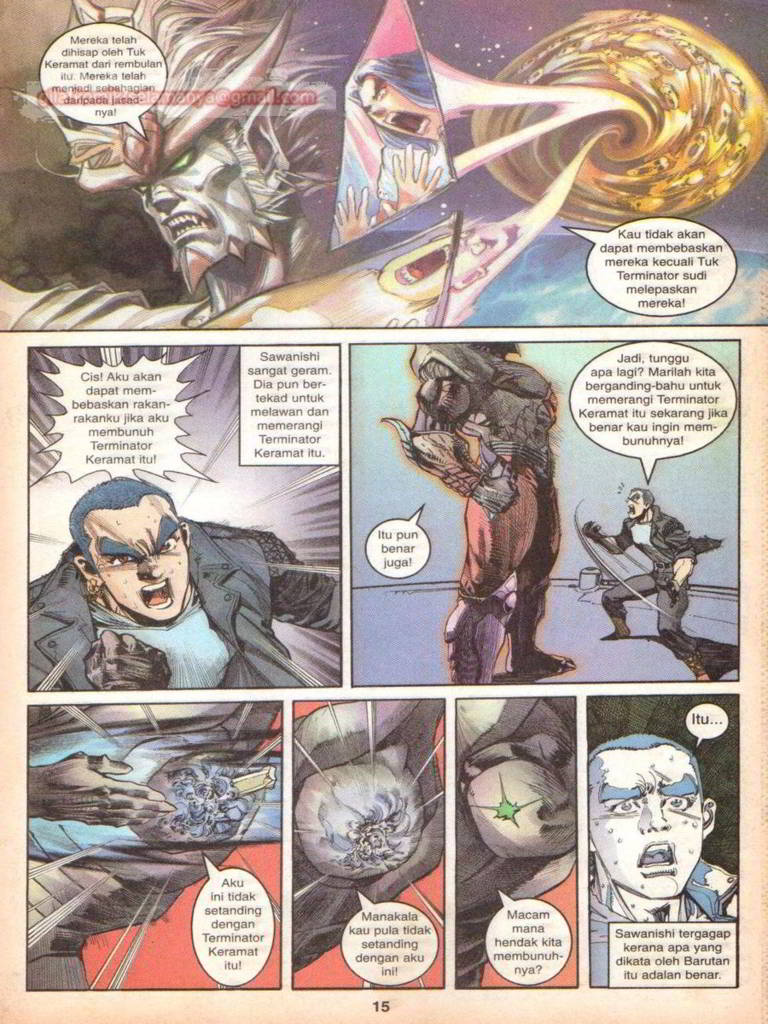 Mereka telah
dihisap oleh Tuk
Keramat dari rembulan
itu. Mereka telah
menjadi sebahagian
daripada jasad-
nya!
Kau tidak akan
dapat membebaskan
mereka kecuali Tuk
Terminator sudi
melepaskan
mereka!
Cis! Aku akan
dapat mem-
bebaskan rakan-
rakanku jika aku
membunuh
Terminator
Keramat itu!
Sawanishi
sangat geram.
Dia pun ber-
tekad untuk
melawan dan
memerangi
Terminator
Keramat itu.
Jadi, tunggu
apa lagi? Marilah kita
berganding-bahu untuk
memerangi Terminator
Keramat itu sekarang jika
benar kau ingin mem-
bunuhnya!
Itu pun
benar
juga!
Aku
ini tidak
setanding
dengan
Terminator
Keramat
itu!
Manakala
kau pula tidak
setanding
dengan aku
ini!
Macam
mana
hendak kita
membunuh-
nya?
Itu...
Sawanishi tergagap
kerana apa yang
dikata oleh Barutan
itu adalan benar.
15